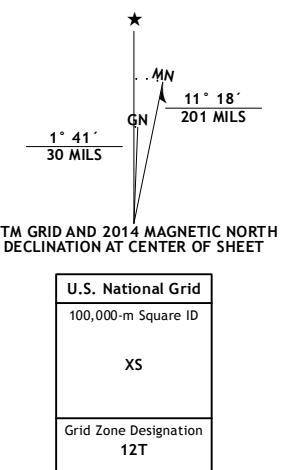 ★
MN
GN
11° 18´
201 MILS
1° 41´
30 MILS
TM GRID AND 2014 MAGNETIC NORTH
DECLINATION AT CENTER OF SHEET
U.S. National Grid
100,000-m Square ID
XS
Grid Zone Designation
12T